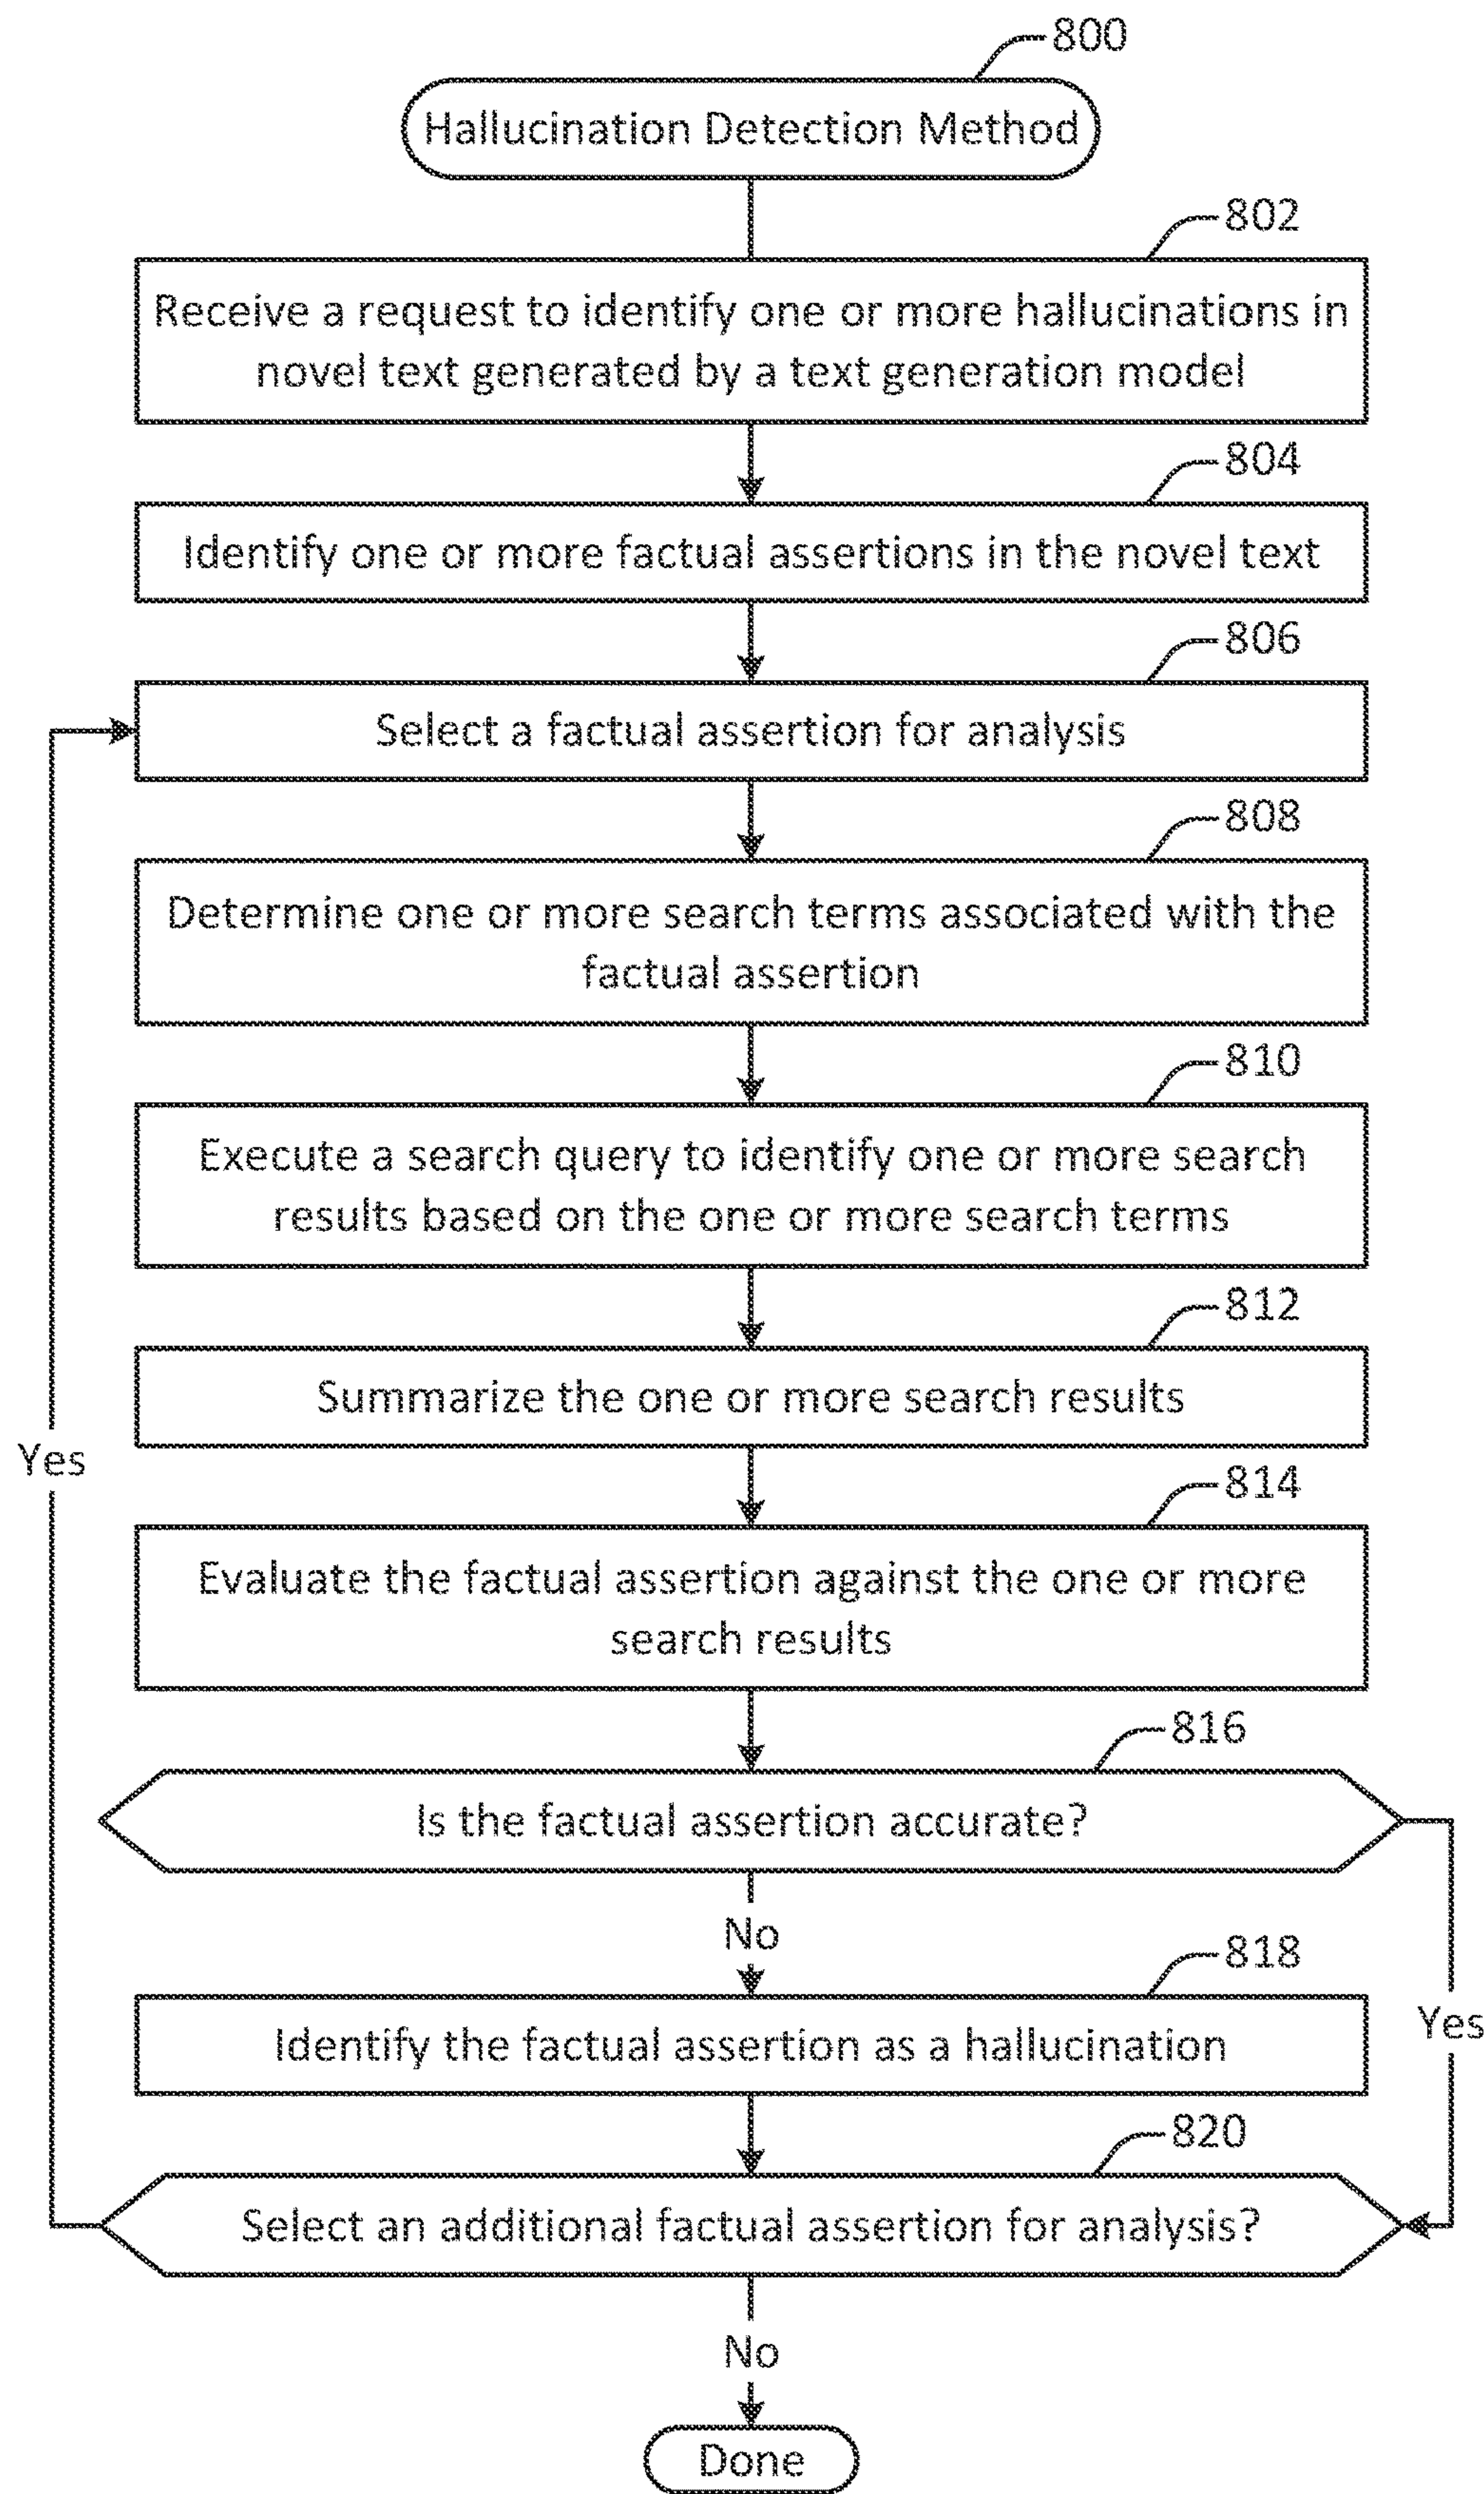 800
Hallucination Detection Method
802
Receive a request to identify one or more hallucinations in
novel text generated by a text generation model
804
Identify one or more factual assertions in the novel text
806
Select a factual assertion for analysis
808
Determine one or more search terms associated with the
factual assertion
810
Execute a search query to identify one or more search
results based on the one or more search terms
812
Summarize the one or more search results
Yes
814
Evaluate the factual assertion against the one or more
search results
816
Is the factual assertion accurate?
No
818
Yes
Identify the factual assertion as a hallucination
820
Select an additional factual assertion for analysis?
No
Done